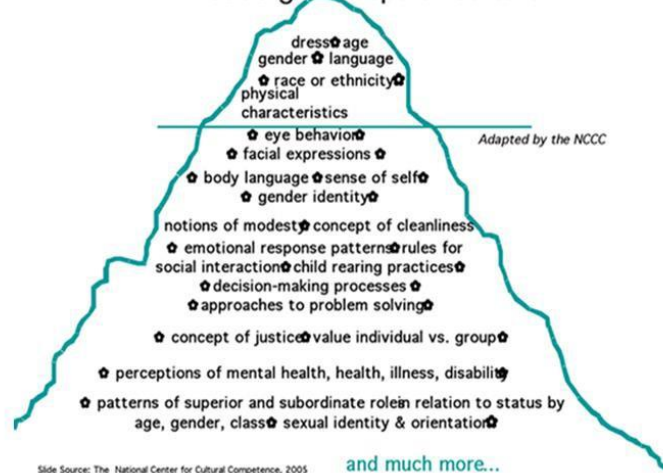 dress✿age
gender ✿ language
✿ race or ethnicity✿
physical
characteristics
✿ eye behavior✿
Adapted by the NCCC
✿ facial expressions ✿
✿ body language ✿sense of self✿
✿ gender identity✿
notions of modesty✿ concept of cleanliness
✿ emotional response patterns✿rules for
social interaction✿child rearing practices✿
✿decision-making processes ✿
✿approaches to problem solving✿
✿ concept of justice✿value individual vs. group✿
✿ perceptions of mental health, health, illness, disability✿
✿ patterns of superior and subordinate roles in relation to status by
age, gender, class✿ sexual identity & orientation✿
and much more...
Slide Source: The National Center for Cultural Competence, 2005